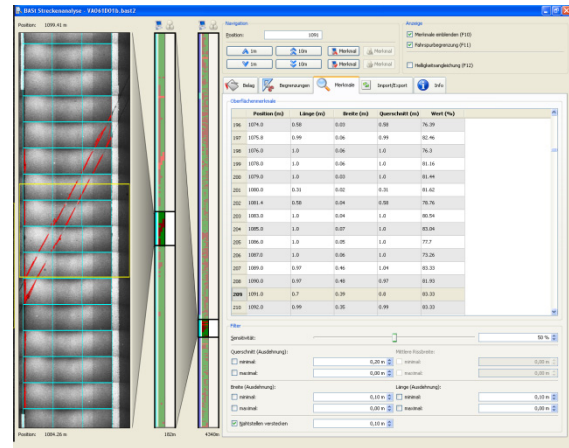 BASt Streckenanalyse - VA061D01b.bast2
Position: 1099.41 m
Navigation
Anzeige
Position: 1091
Merkmale einblenden (F10)
Fahrspurbegrenzung (F11)
1m 10m Merkmal Merkmal
1m 10m Merkmal Merkmal
Helligkeitsangleichung (F12)
Belag Begrenzungen Merkmale Import/Export Info
Oberflächenmerkmale
Position (m) Länge (m) Breite (m) Querschnitt (m) Wert (%)
196 1074.0 0.58 0.03 0.58 76.39
197 1075.0 0.99 0.06 0.99 82.46
198 1076.0 1.0 0.06 1.0 76.3
199 1078.0 1.0 0.06 1.0 81.16
200 1079.0 1.0 0.03 1.0 81.44
201 1080.0 0.31 0.02 0.31 81.62
202 1081.4 0.58 0.04 0.58 78.76
203 1083.0 1.0 0.04 1.0 80.54
204 1085.0 1.0 0.07 1.0 83.04
205 1086.0 1.0 0.05 1.0 77.7
206 1087.0 1.0 0.06 1.0 73.26
207 1089.0 0.97 0.46 1.04 83.33
208 1090.0 0.97 0.48 0.97 81.93
209 1091.0 0.7 0.39 0.8 83.33
210 1092.0 0.99 0.35 0.99 83.33
Filter
Sensitivität: 50 %
Querschnitt (Ausdehnung):
minimal: 0,20 m minimal: 0,00 m
maximal: 0,00 m maximal: 0,00 m
Breite (Ausdehnung): Länge (Ausdehnung):
minimal: 0,10 m minimal: 0,10 m
maximal: 0,00 m maximal: 0,00 m
Splittstellen verstecken 0,10 m
Position: 1084.26 m 182m 4340m